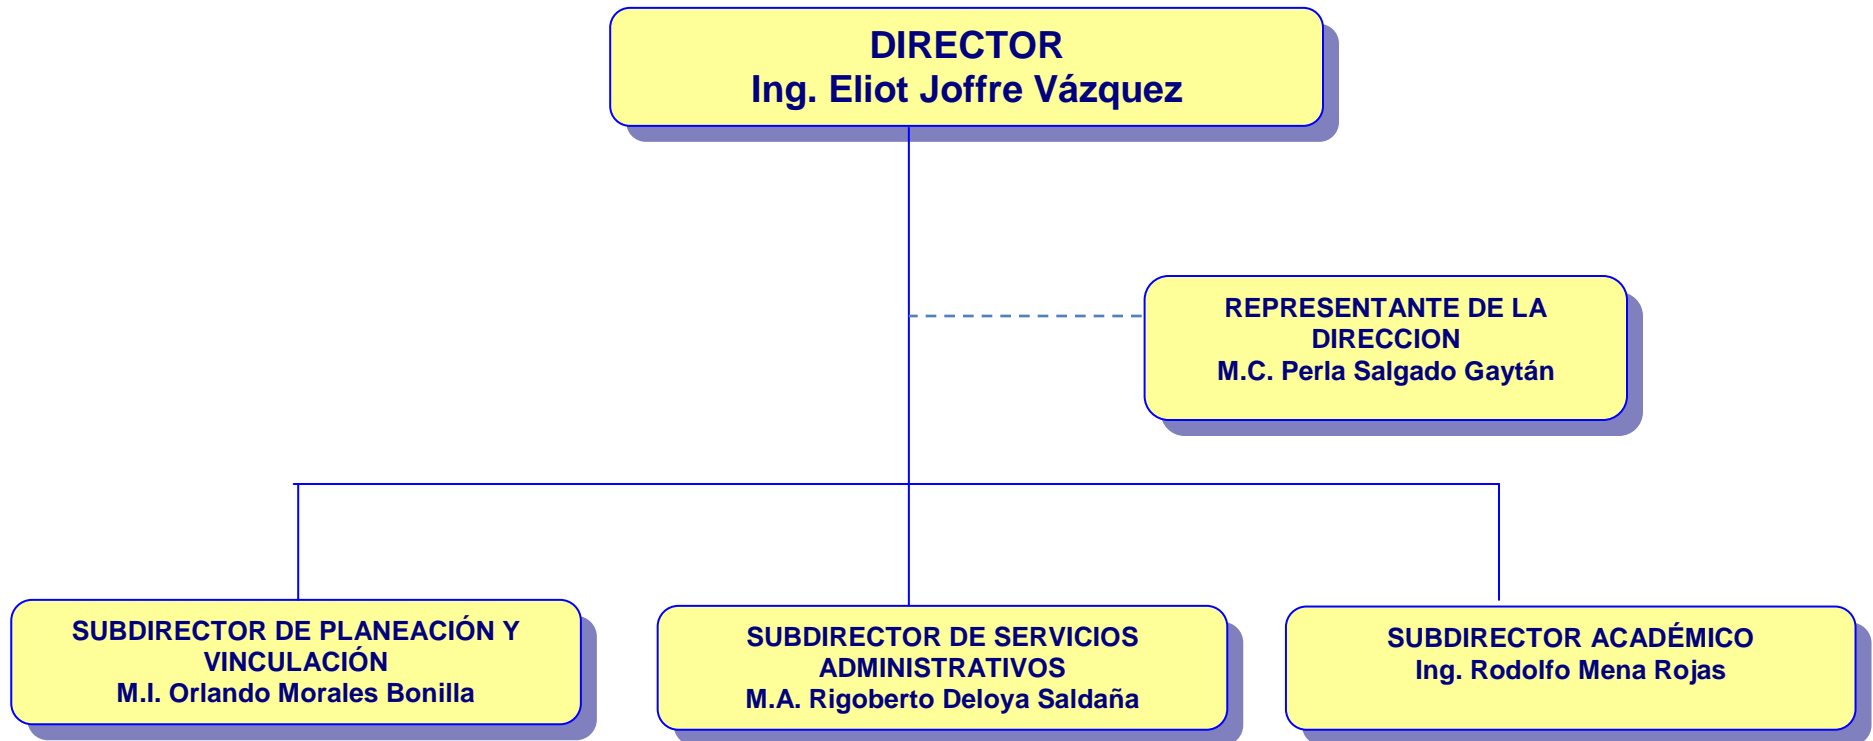 DIRECTOR
Ing. Eliot Joffre Vázquez
REPRESENTANTE DE LA
DIRECCION
M.C. Perla Salgado Gaytán
SUBDIRECTOR DE PLANEACIÓN Y
VINCULACIÓN
M.I. Orlando Morales Bonilla
SUBDIRECTOR DE SERVICIOS
ADMINISTRATIVOS
M.A. Rigoberto Deloya Saldaña
SUBDIRECTOR ACADÉMICO
Ing. Rodolfo Mena Rojas